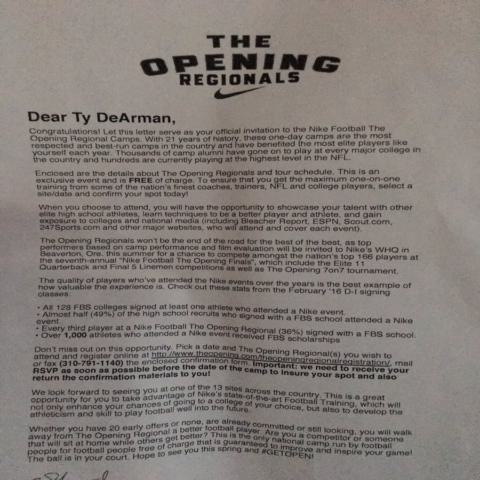 THE
OPENING
REGIONALS
Dear Ty DeArman,
Congratulations! Let this letter serve as your official invitation to the Nike Football The
Opening Regional Camps. With 21 years of history, these one-day camps are the most
respected and best-run camps in the country and have benefited the most elite players like
yourself each year. Thousands of camp alumni have gone on to play at every major college in
the country and hundreds are currently playing at the highest level in the NFL.
Enclosed are the details about The Opening Regionals and tour schedule. This is an
exclusive event and is FREE of charge. To ensure that you get the maximum one-on-one
training from some of the nation's finest coaches, trainers, NFL and college players, select a
site/date and confirm your spot today!
When you choose to attend, you will have the opportunity to showcase your talent with other
elite high school athletes, learn techniques to be a better player and athlete, and gain
exposure to colleges and national media (including Bleacher Report, ESPN, Scout.com,
247Sports.com and other major websites, who will attend and cover each event).
The Opening Regionals won't be the end of the road for the best of the best, as top
performers based on camp performance and film evaluation will be invited to Nike's WHQ in
Beaverton, Ore. this summer for a chance to compete amongst the nation's top 166 players at
the seventh-annual "Nike Football The Opening Finals", which include the Elite 11
Quarterback and Final 5 Linemen competitions as well as The Opening 7on7 tournament.
The quality of players who've attended the Nike events over the years is the best example of
how valuable the experience is. Check out these stats from the February '16 D-I signing
classes.
• All 128 FBS colleges signed at least one athlete who attended a Nike event.
• Almost half (49%) of the high school recruits who signed with a FBS school attended a Nike
event.
• Every third player at a Nike Football The Opening Regional (36%) signed with a FBS school.
• Over 1,000 athletes who attended a Nike event received FBS scholarships
Don't miss out on this opportunity. Pick a date and The Opening Regional(s) you wish to
attend and register online at http://www.theopening.com/theopeningregional/registration/, mail
or fax (310-791-1140) the enclosed confirmation form. Important: we need to receive your
RSVP as soon as possible before the date of the camp to insure your spot and also
return the confirmation materials to you!
We look forward to seeing you at one of the 13 sites across the country. This is a great
opportunity for you to take advantage of Nike's state-of-the-art Football Training, which will
not only enhance your chances of going to a college of your choice, but also to develop the
athleticism and skill to play football well into the future.
Whether you have 20 early offers or none, are already committed or still looking, you will walk
away from The Opening Regional a better football player. Are you a competitor or someone
that will sit at home while others get better? This is the only national camp run by football
people for football people free of charge that is guaranteed to improve and inspire your game!
The ball is in your court. Hope to see you this spring and #GETOPEN!